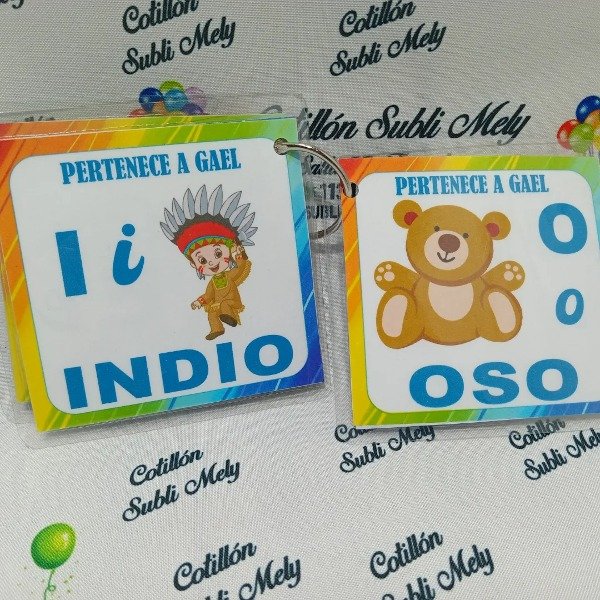 Cotillón
Subli Mely
Cotillón
Subli Mely
Cotillón Subli Mely
PERTENECE A GAEL
I i
INDIO
PERTENECE A GAEL
O
o
OSO
Cotillón
Subli Mely
Subli Mely
Cotillón
Subli Mely
Cotillón
Subli Mely
Cotillón
Subli Mely